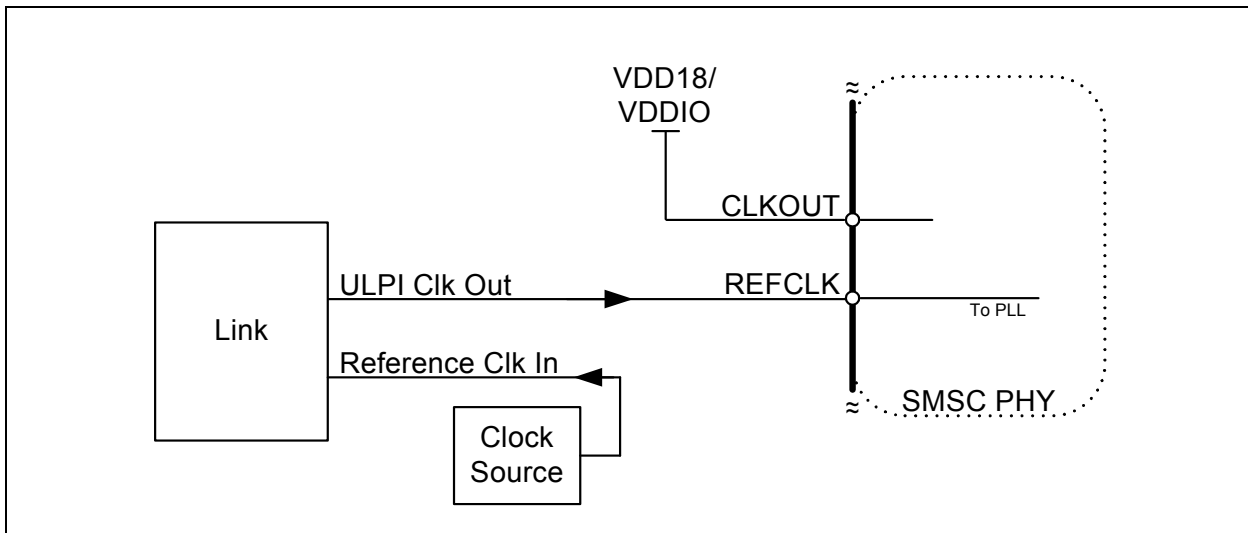 VDD18/
VDDIO
CLKOUT
ULPI Clk Out
REFCLK
To PLL
Link
Reference Clk In
SMSC PHY
Clock
Source